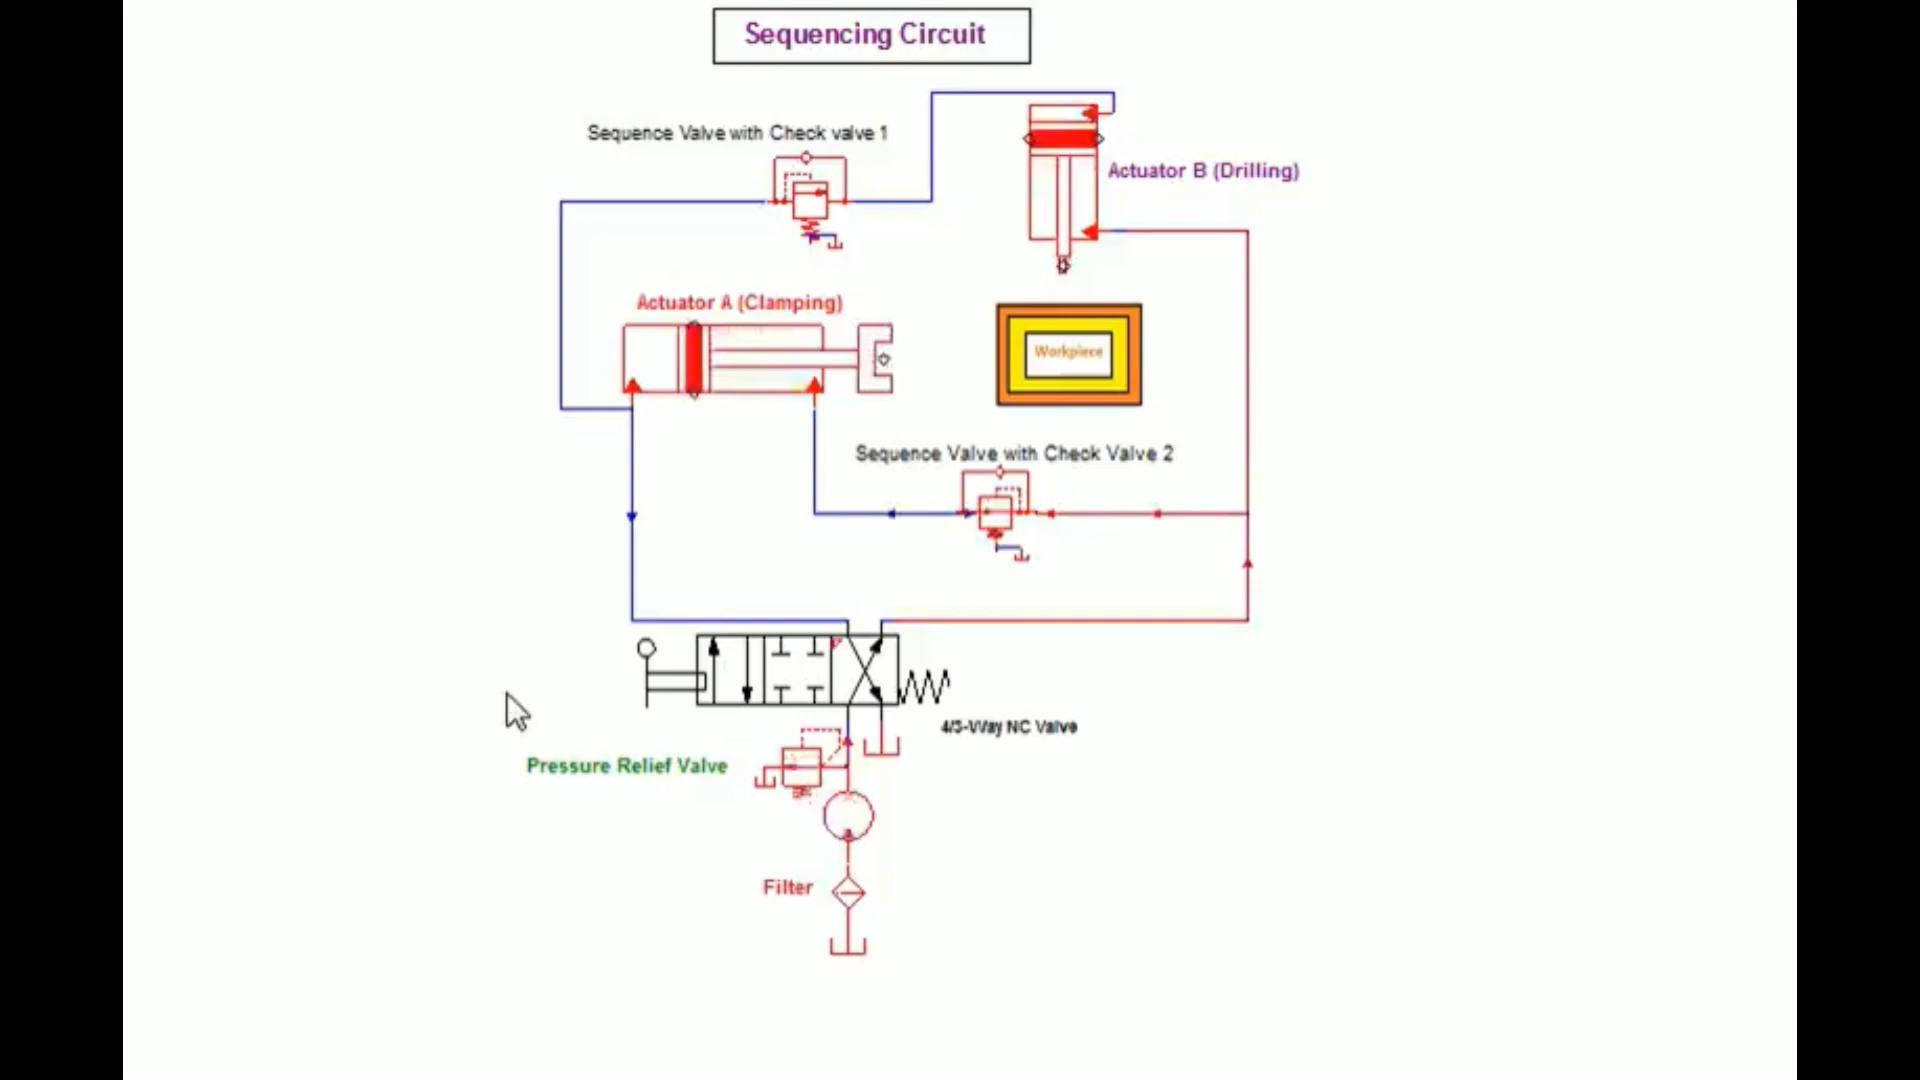 Sequencing Circuit
Sequence Valve with Check valve 1
Actuator B (Drilling)
Actuator A (Clamping)
Workpiece
Sequence Valve with Check Valve 2
4/3-Way NC Valve
Pressure Relief Valve
Filter